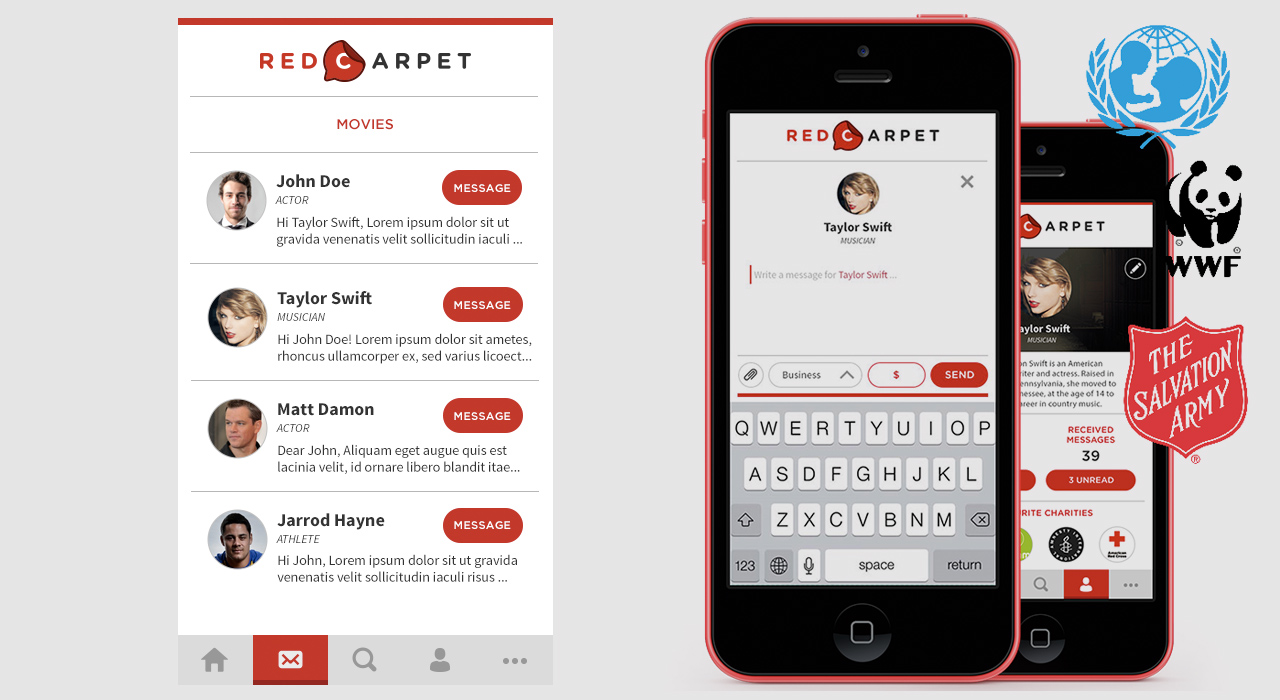 RED C ARPET
MOVIES
John Doe
ACTOR
MESSAGE
Hi Taylor Swift, Lorem ipsum dolor sit ut
gravida venenatis velit sollicitudin iaculi ...
Taylor Swift
MUSICIAN
MESSAGE
Hi John Doe! Lorem ipsum dolor sit ametes,
rhoncus ullamcorper ex, sed varius licoect...
Matt Damon
ACTOR
MESSAGE
Dear John, Aliquam eget augue quis est
lacinia velit, id ornare libero blandit itae...
Jarrod Hayne
ATHLETE
MESSAGE
Hi John, Lorem ipsum dolor sit ut gravida
venenatis velit sollicitudin iaculi risus ...
RED C ARPET
Taylor Swift
MUSICIAN
Write a message for Taylor Swift ...
Business
$
SEND
Q W E R T Y U I O P
A S D F G H J K L
Z X C V B N M
123
space
return
C ARPET
aylor Swift
MUSICIAN
on Swift is an American
riter and actress. Raised in
ennsylvania, she moved to
nessee, at the age of 14 to
areer in country music.
RECEIVED
MESSAGES
39
3 UNREAD
RITE CHARITIES
American
Red Cross
©
®
WWF
THE
SALVATION
ARMY
®